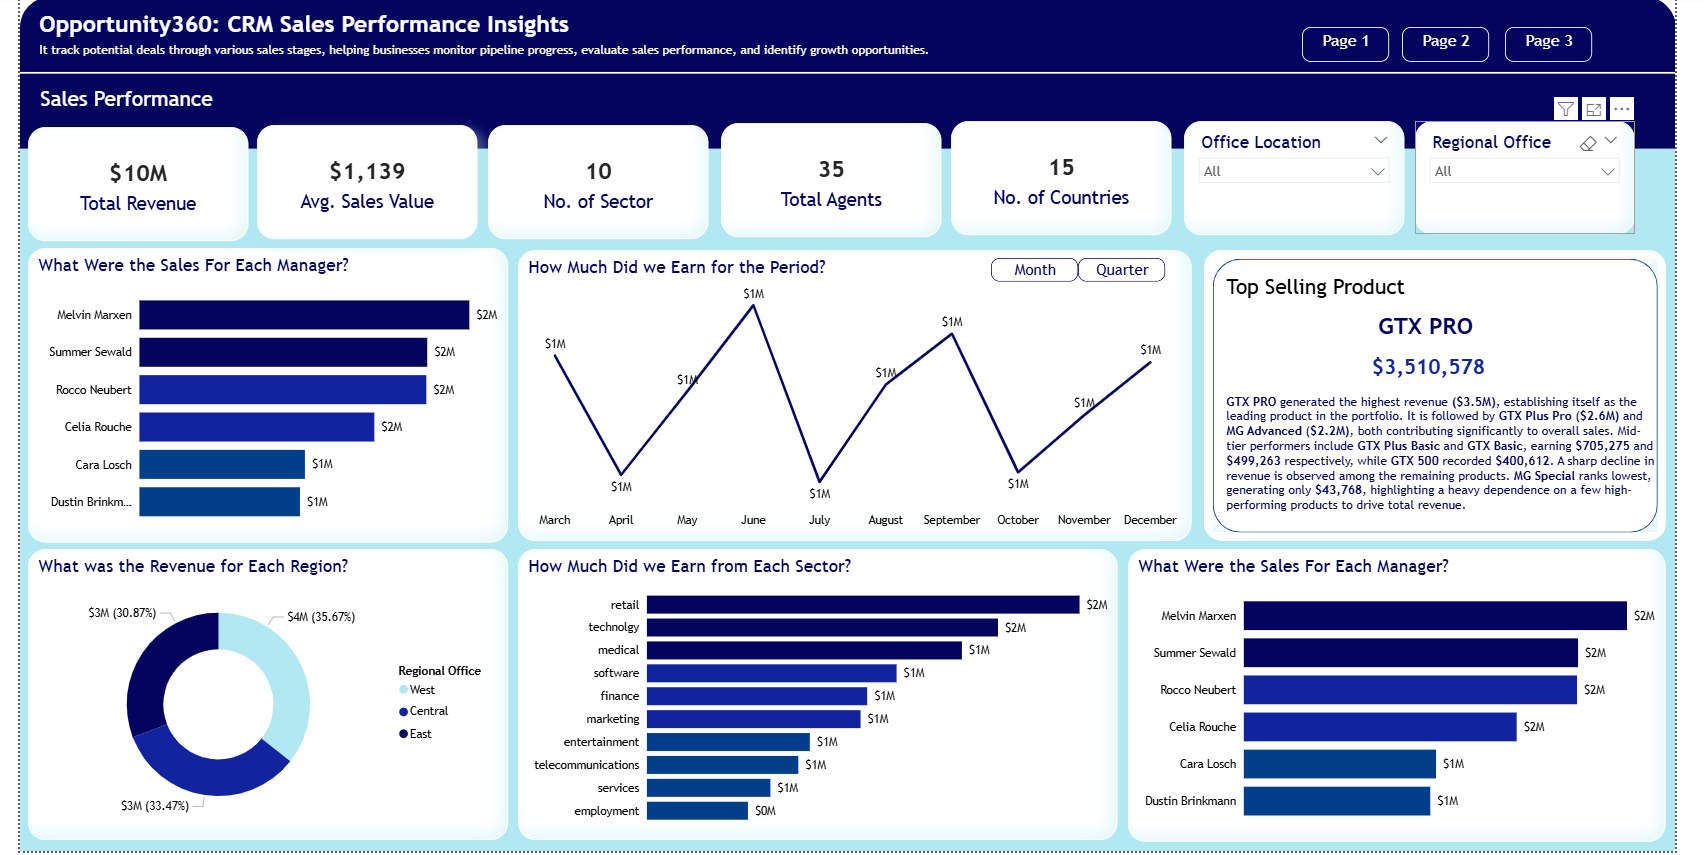 Opportunity360: CRM Sales Performance Insights
It track potential deals through various sales stages, helping businesses monitor pipeline progress, evaluate sales performance, and identify growth opportunities.
Page 1
Page 2
Page 3
Sales Performance
$10M
Total Revenue
$1,139
Avg. Sales Value
10
No. of Sector
35
Total Agents
15
No. of Countries
Office Location
All
Regional Office
All
What Were the Sales For Each Manager?
Melvin Marxen $2M
Summer Sewald $2M
Rocco Neubert $2M
Celia Rouche $2M
Cara Losch $1M
Dustin Brinkm... $1M
How Much Did we Earn for the Period?
Month
Quarter
$1M
$1M
$1M
$1M
$1M
$1M
$1M
$1M
$1M
$1M
March April May June July August September October November December
Top Selling Product
GTX PRO
$3,510,578
GTX PRO generated the highest revenue ($3.5M), establishing itself as the
leading product in the portfolio. It is followed by GTX Plus Pro ($2.6M) and
MG Advanced ($2.2M), both contributing significantly to overall sales. Mid-
tier performers include GTX Plus Basic and GTX Basic, earning $705,275 and
$499,263 respectively, while GTX 500 recorded $400,612. A sharp decline in
revenue is observed among the remaining products. MG Special ranks lowest,
generating only $43,768, highlighting a heavy dependence on a few high-
performing products to drive total revenue.
What was the Revenue for Each Region?
$3M (30.87%)
$4M (35.67%)
$3M (33.47%)
Regional Office
West
Central
East
How Much Did we Earn from Each Sector?
retail $2M
technolgy $2M
medical $1M
software $1M
finance $1M
marketing $1M
entertainment $1M
telecommunications $1M
services $1M
employment $0M
What Were the Sales For Each Manager?
Melvin Marxen $2M
Summer Sewald $2M
Rocco Neubert $2M
Celia Rouche $2M
Cara Losch $1M
Dustin Brinkmann $1M